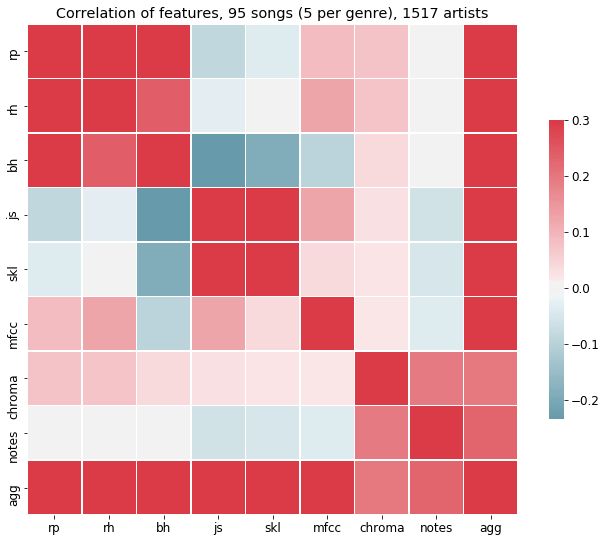 Correlation of features, 95 songs (5 per genre), 1517 artists
rp
rh
bh
js
skl
mfcc
chroma
notes
agg
rp rh bh js skl mfcc chroma notes agg
0.3
0.2
0.1
0.0
−0.1
−0.2